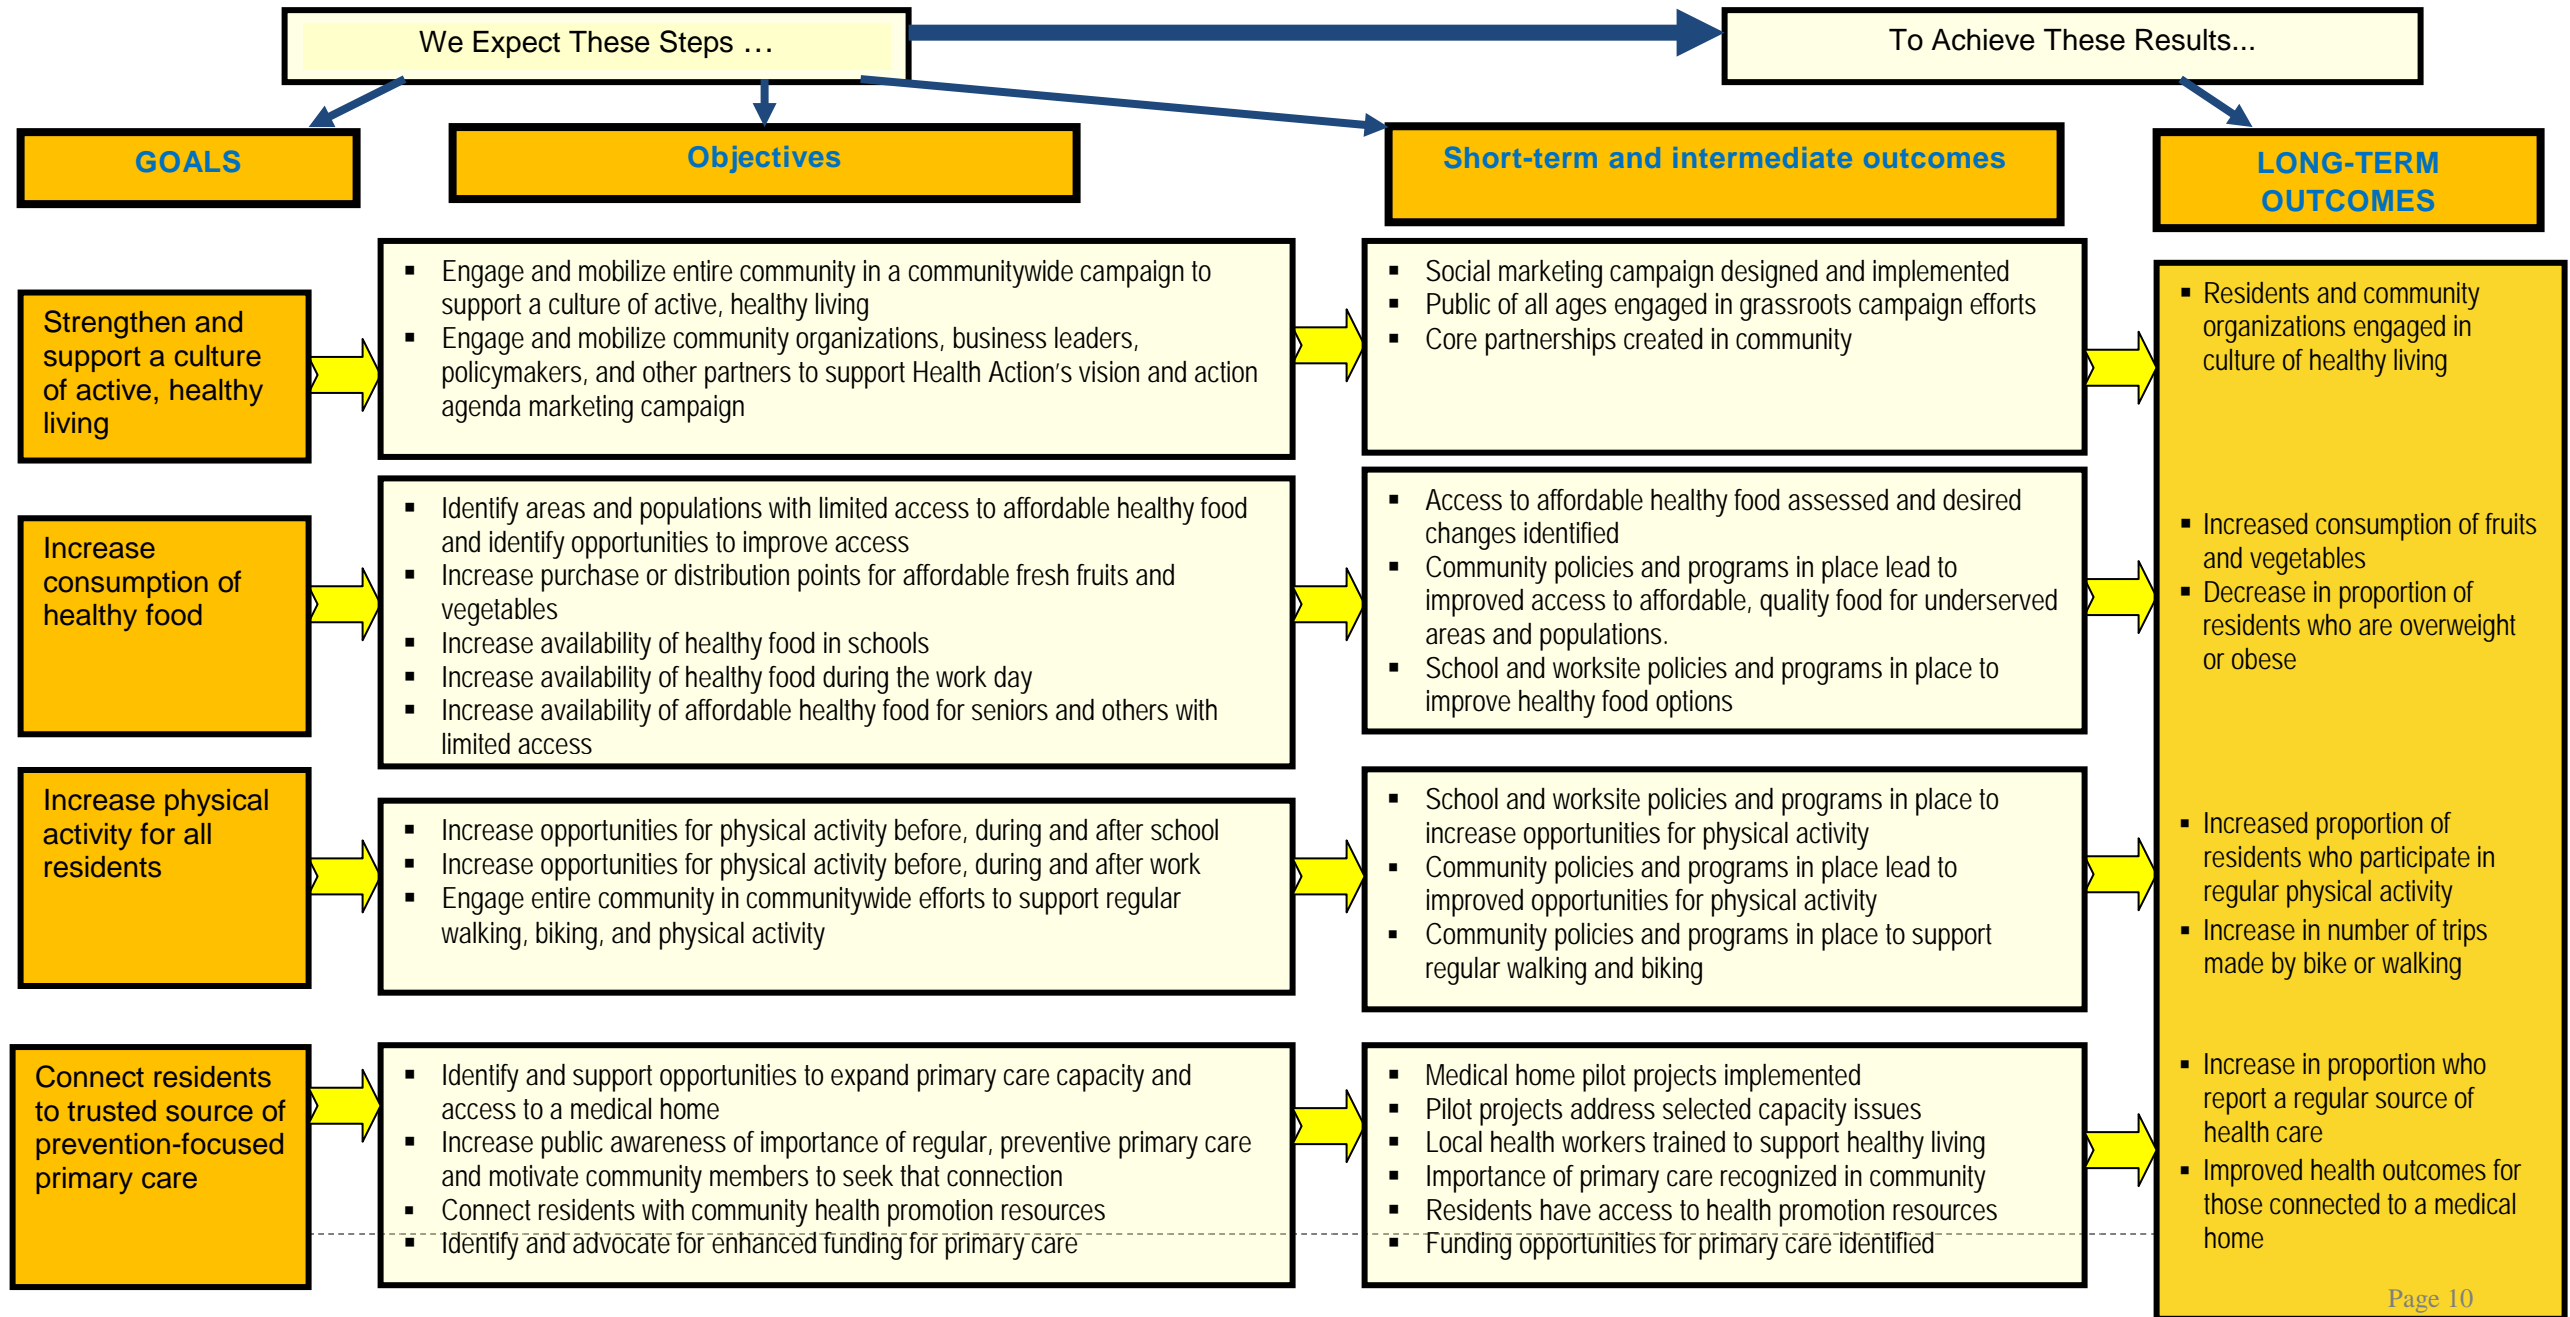 We Expect These Steps …
To Achieve These Results...
GOALS
Objectives
Short-term and intermediate outcomes
LONG-TERM
OUTCOMES
Strengthen and
support a culture
of active, healthy
living
▪ Engage and mobilize entire community in a communitywide campaign to
support a culture of active, healthy living
▪ Engage and mobilize community organizations, business leaders,
policymakers, and other partners to support Health Action's vision and action
agenda marketing campaign
▪ Social marketing campaign designed and implemented
▪ Public of all ages engaged in grassroots campaign efforts
▪ Core partnerships created in community
▪ Residents and community
organizations engaged in
culture of healthy living
Increase
consumption of
healthy food
▪ Identify areas and populations with limited access to affordable healthy food
and identify opportunities to improve access
▪ Increase purchase or distribution points for affordable fresh fruits and
vegetables
▪ Increase availability of healthy food in schools
▪ Increase availability of healthy food during the work day
▪ Increase availability of affordable healthy food for seniors and others with
limited access
▪ Access to affordable healthy food assessed and desired
changes identified
▪ Community policies and programs in place lead to
improved access to affordable, quality food for underserved
areas and populations.
▪ School and worksite policies and programs in place to
improve healthy food options
▪ Increased consumption of fruits
and vegetables
▪ Decrease in proportion of
residents who are overweight
or obese
Increase physical
activity for all
residents
▪ Increase opportunities for physical activity before, during and after school
▪ Increase opportunities for physical activity before, during and after work
▪ Engage entire community in communitywide efforts to support regular
walking, biking, and physical activity
▪ School and worksite policies and programs in place to
increase opportunities for physical activity
▪ Community policies and programs in place lead to
improved opportunities for physical activity
▪ Community policies and programs in place to support
regular walking and biking
▪ Increased proportion of
residents who participate in
regular physical activity
▪ Increase in number of trips
made by bike or walking
Connect residents
to trusted source of
prevention-focused
primary care
▪ Identify and support opportunities to expand primary care capacity and
access to a medical home
▪ Increase public awareness of importance of regular, preventive primary care
and motivate community members to seek that connection
▪ Connect residents with community health promotion resources
▪ Identify and advocate for enhanced funding for primary care
▪ Medical home pilot projects implemented
▪ Pilot projects address selected capacity issues
▪ Local health workers trained to support healthy living
▪ Importance of primary care recognized in community
▪ Residents have access to health promotion resources
▪ Funding opportunities for primary care identified
▪ Increase in proportion who
report a regular source of
health care
▪ Improved health outcomes for
those connected to a medical
home
Page 10